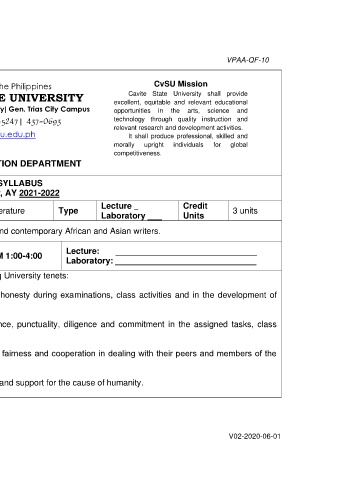 VPAA-QF-10
he Philippines
E UNIVERSITY
y) Gen. Trias City Campus
-5247| 437-0693
u.edu.ph
TION DEPARTMENT
CvSU Mission
Cavite State University shall provide
excellent, equitable and relevant educational
opportunities in the arts, science and
technology through quality instruction and
relevant research and development activities.
It shall produce professional, skilled and
morally upright individuals for global
competitiveness.
SYLLABUS
, AY 2021-2022
erature Type Lecture _ Laboratory ___ Credit Units 3 units
nd contemporary African and Asian writers.
M 1:00-4:00 Lecture: ______ Laboratory: ______
g University tenets:
honesty during examinations, class activities and in the development of
nce, punctuality, diligence and commitment in the assigned tasks, class
fairness and cooperation in dealing with their peers and members of the
and support for the cause of humanity.
V02-2020-06-01